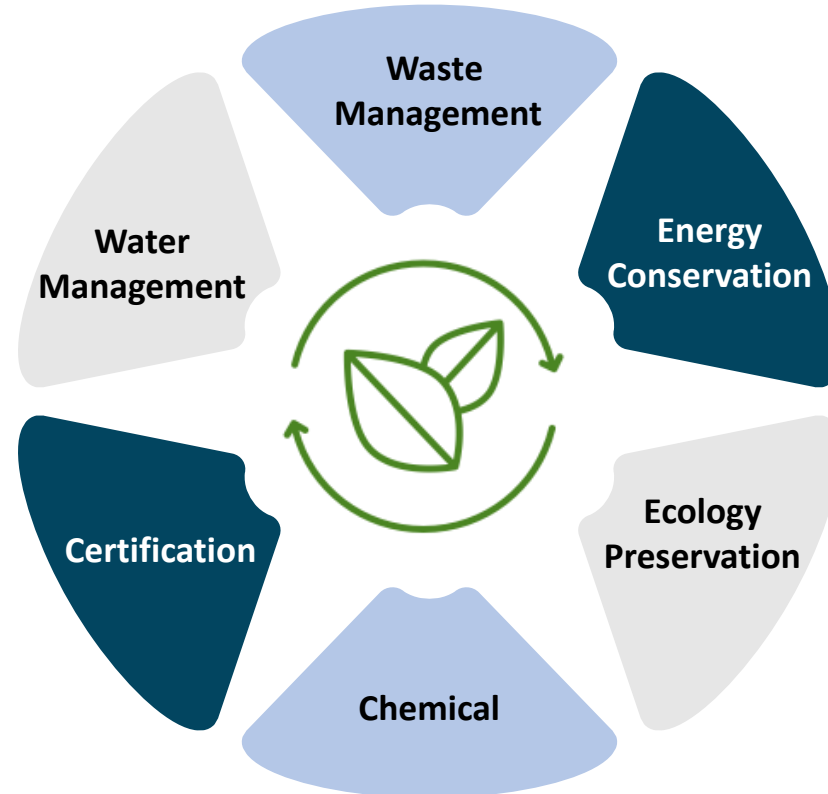 Waste
Management
Energy
Conservation
Ecology
Preservation
Chemical
Certification
Water
Management